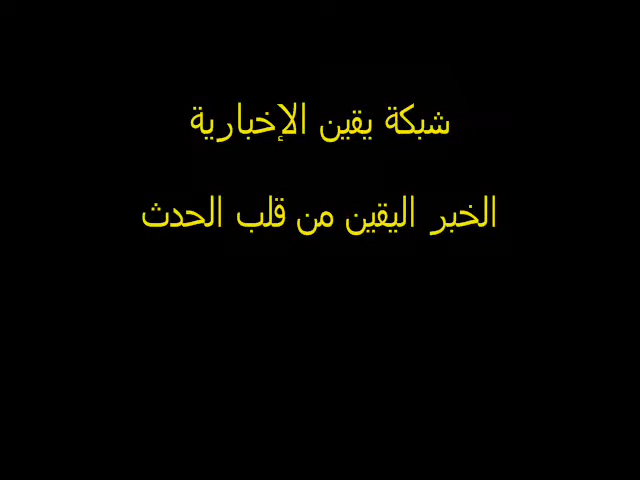 شبكة يقين الإخبارية
الخبر اليقين من قلب الحدث